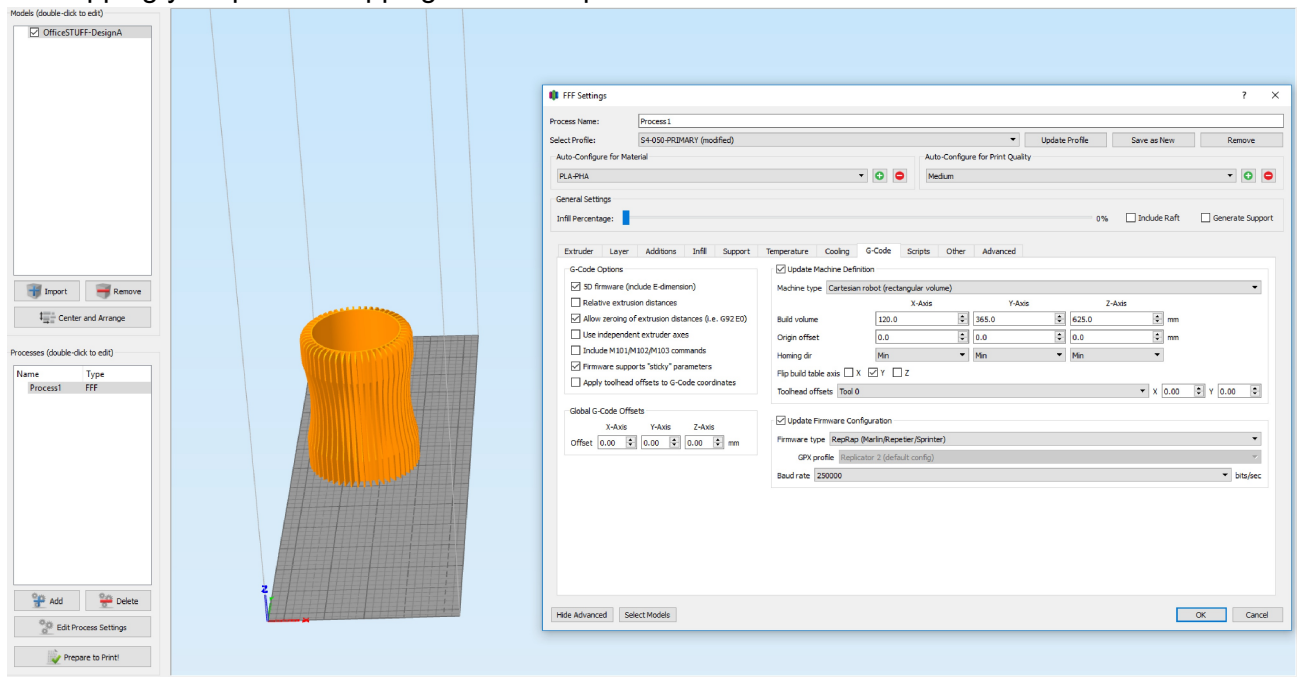 Models (double-click to edit)
OfficeSTUFF-DesignA
Import
Remove
Center and Arrange
Processes (double-click to edit)
Name Type
Process1 FFF
Add
Delete
Edit Process Settings
Prepare to Print!
Z
X
FFF Settings ? X
Process Name: Process1
Select Profile: S4-050-PRIMARY (modified) Update Profile Save as New Remove
Auto-Configure for Material
PLA-PHA
Auto-Configure for Print Quality
Medium
General Settings
Infill Percentage: 0% Include Raft Generate Support
Extruder Layer Additions Infill Support Temperature Cooling G-Code Scripts Other Advanced
G-Code Options
5D firmware (include E-dimension)
Relative extrusion distances
Allow zeroing of extrusion distances (i.e. G92 E0)
Use independent extruder axes
Include M101/M102/M103 commands
Firmware supports "sticky" parameters
Apply toolhead offsets to G-Code coordinates
Global G-Code Offsets
X-Axis Y-Axis Z-Axis
Offset 0.00 0.00 0.00 mm
Update Machine Definition
Machine type Cartesian robot (rectangular volume)
X-Axis Y-Axis Z-Axis
Build volume 120.0 365.0 625.0 mm
Origin offset 0.0 0.0 0.0 mm
Homing dir Min Min Min
Flip build table axis X Y Z
Toolhead offsets Tool 0 X 0.00 Y 0.00
Update Firmware Configuration
Firmware type RepRap (Marlin/Repetier/Sprinter)
GPX profile Replicator 2 (default config)
Baud rate 250000 bits/sec
Hide Advanced Select Models OK Cancel